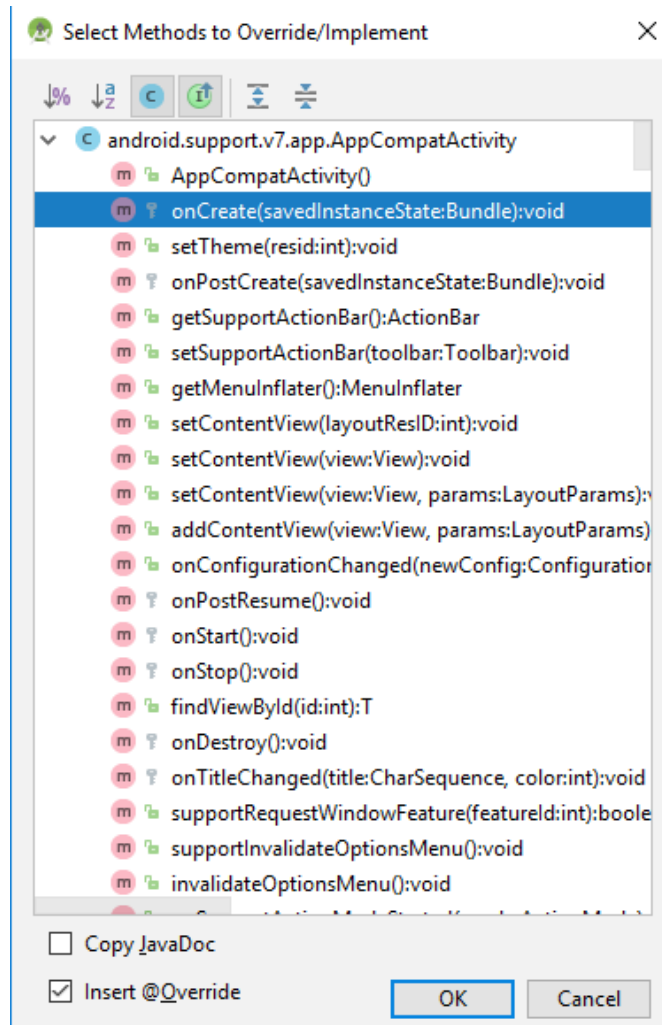 Select Methods to Override/Implement
android.support.v7.app.AppCompatActivity
AppCompatActivity()
onCreate(savedInstanceState:Bundle):void
setTheme(resid:int):void
onPostCreate(savedInstanceState:Bundle):void
getSupportActionBar():ActionBar
setSupportActionBar(toolbar:Toolbar):void
getMenuInflater():MenuInflater
setContentView(layoutResID:int):void
setContentView(view:View):void
setContentView(view:View, params:LayoutParams):
addContentView(view:View, params:LayoutParams)
onConfigurationChanged(newConfig:Configuration
onPostResume():void
onStart():void
onStop():void
findViewById(id:int):T
onDestroy():void
onTitleChanged(title:CharSequence, color:int):void
supportRequestWindowFeature(featureId:int):boole
supportInvalidateOptionsMenu():void
invalidateOptionsMenu():void
Copy JavaDoc
Insert @Override
OK
Cancel